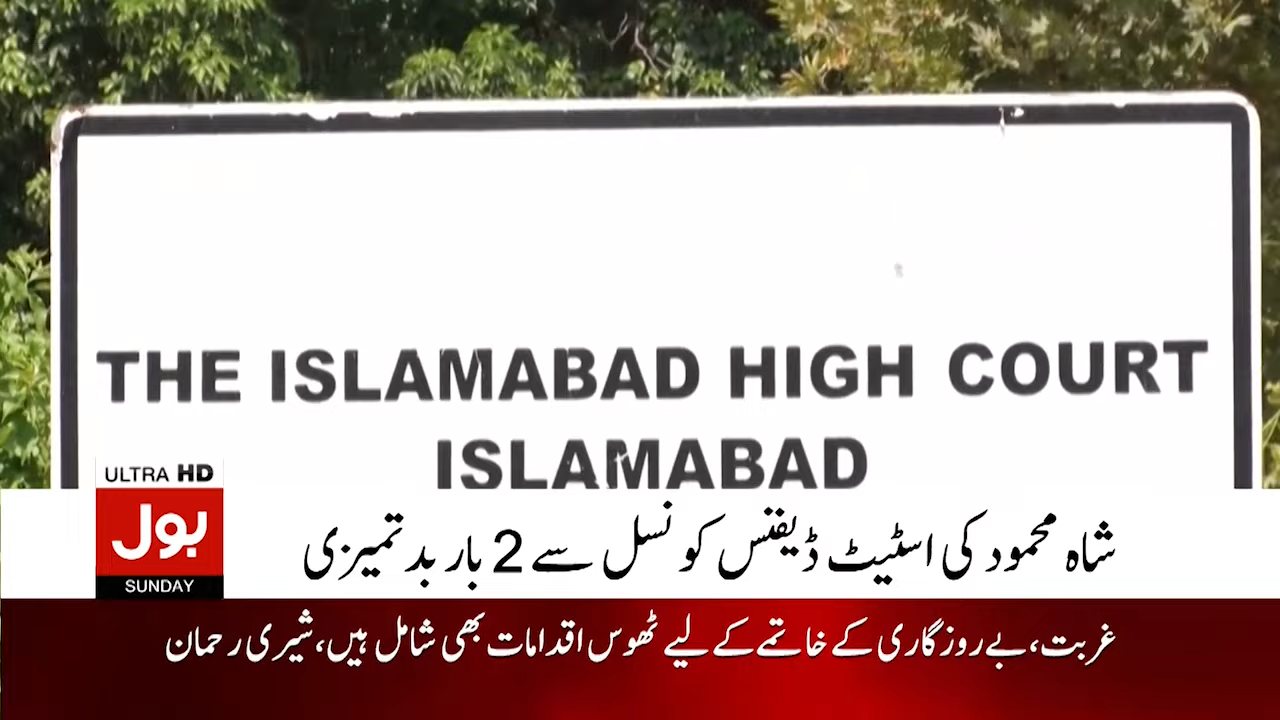 THE ISLAMABAD HIGH COURT
ISLAMABAD
ULTRA HD
بول
SUNDAY
شاہ محمود کی اسٹیٹ ڈیفنس کونسل سے 2 بار بدتمیزی
غربت، بے روزگاری کے خاتمے کے لیے ٹھوس اقدامات بھی شامل ہیں، شیری رحمان